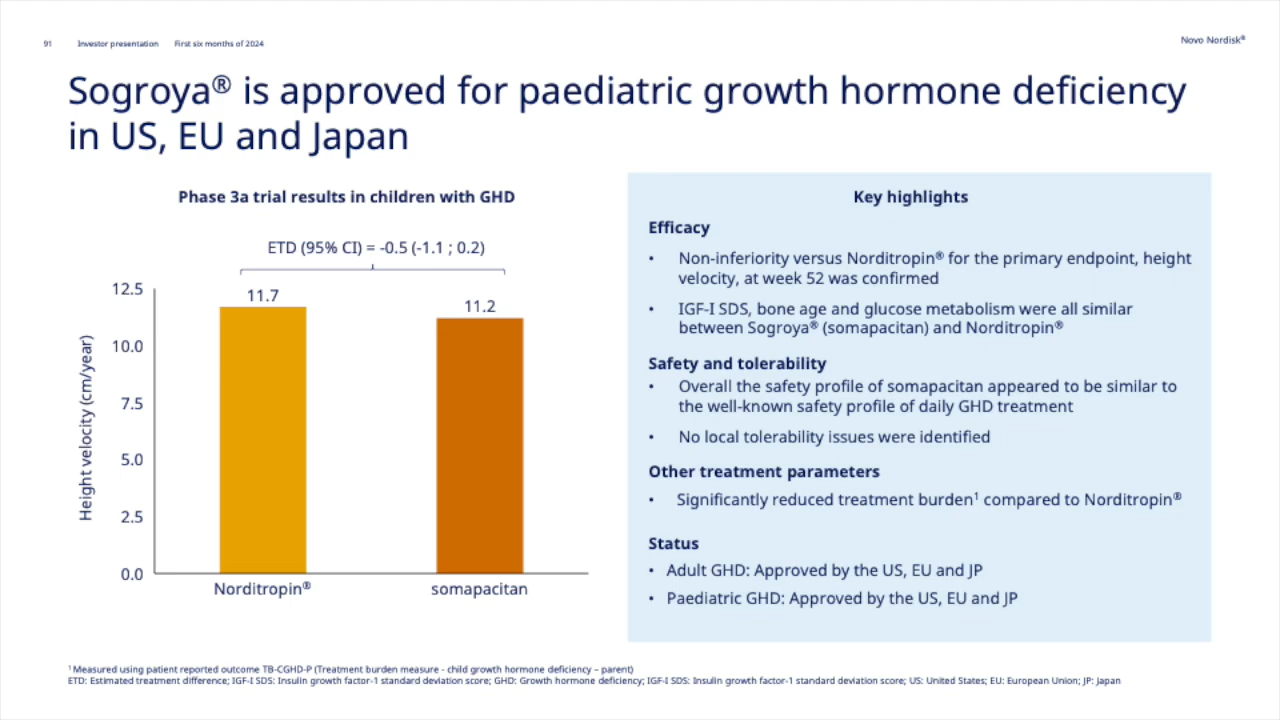 91 Investor presentation First six months of 2024
Novo Nordisk®
Sogroya® is approved for paediatric growth hormone deficiency
in US, EU and Japan
Phase 3a trial results in children with GHD
ETD (95% CI) = -0.5 (-1.1 ; 0.2)
Height velocity (cm/year)
12.5
10.0
7.5
5.0
2.5
0.0
11.7
11.2
Norditropin®
somapacitan
Key highlights
Efficacy
• Non-inferiority versus Norditropin® for the primary endpoint, height
velocity, at week 52 was confirmed
• IGF-I SDS, bone age and glucose metabolism were all similar
between Sogroya® (somapacitan) and Norditropin®
Safety and tolerability
• Overall the safety profile of somapacitan appeared to be similar to
the well-known safety profile of daily GHD treatment
• No local tolerability issues were identified
Other treatment parameters
• Significantly reduced treatment burden¹ compared to Norditropin®
Status
• Adult GHD: Approved by the US, EU and JP
• Paediatric GHD: Approved by the US, EU and JP
¹ Measured using patient reported outcome TB-CGHD-P (Treatment burden measure - child growth hormone deficiency – parent)
ETD: Estimated treatment difference; IGF-I SDS: Insulin growth factor-1 standard deviation score; GHD: Growth hormone deficiency; IGF-I SDS: Insulin growth factor-1 standard deviation score; US: United States; EU: European Union; JP: Japan